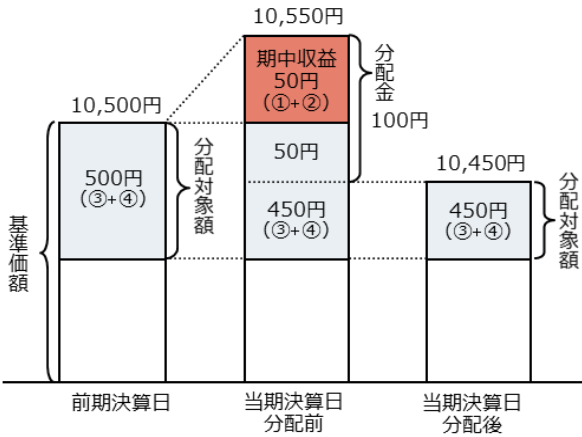 10,550円
期中収益
50円
(①+②)
分配金
100円
10,500円
500円
(③+④)
分配対象額
50円
450円
(③+④)
10,450円
450円
(③+④)
分配対象額
基準価額
前期決算日
当期決算日
分配前
当期決算日
分配後